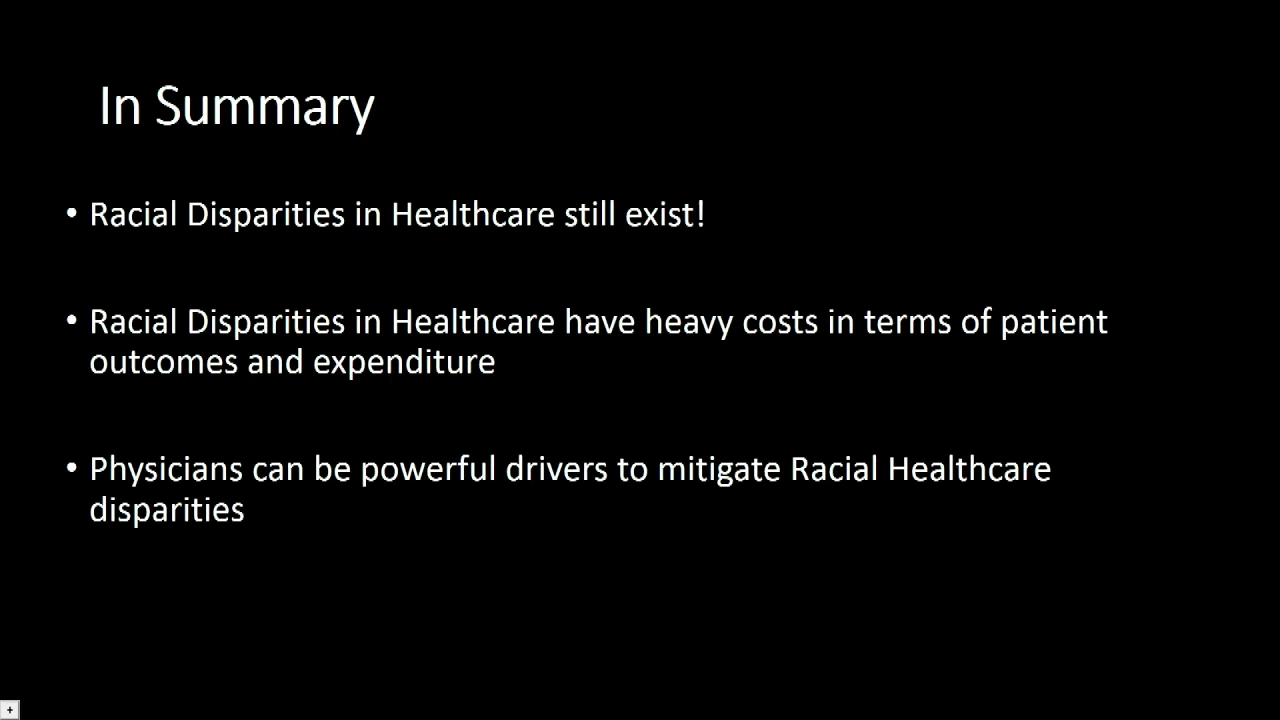 In Summary
• Racial Disparities in Healthcare still exist!
• Racial Disparities in Healthcare have heavy costs in terms of patient
outcomes and expenditure
• Physicians can be powerful drivers to mitigate Racial Healthcare
disparities
+